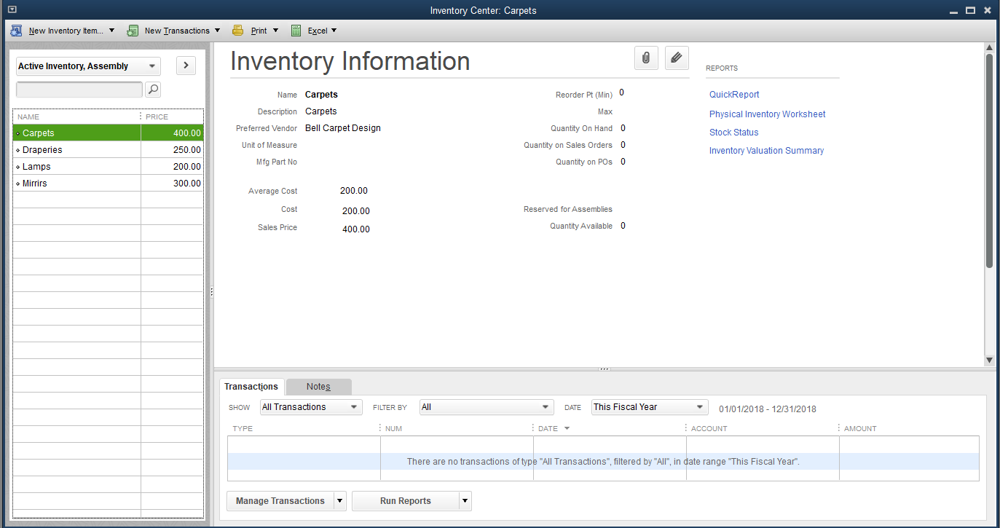 Inventory Center: Carpets
New Inventory Item... New Transactions Print Excel
Active Inventory, Assembly
NAME PRICE
Carpets 400.00
Draperies 250.00
Lamps 200.00
Mirrirs 300.00
Inventory Information
Name Carpets
Description Carpets
Preferred Vendor Bell Carpet Design
Unit of Measure
Mfg Part No
Average Cost 200.00
Cost 200.00
Sales Price 400.00
Reorder Pt (Min) 0
Max
Quantity On Hand 0
Quantity on Sales Orders 0
Quantity on POs 0
Reserved for Assemblies
Quantity Available 0
REPORTS
QuickReport
Physical Inventory Worksheet
Stock Status
Inventory Valuation Summary
Transactions Notes
SHOW All Transactions FILTER BY All DATE This Fiscal Year 01/01/2018 - 12/31/2018
TYPE NUM DATE ACCOUNT AMOUNT
There are no transactions of type "All Transactions", filtered by "All", in date range "This Fiscal Year".
Manage Transactions Run Reports